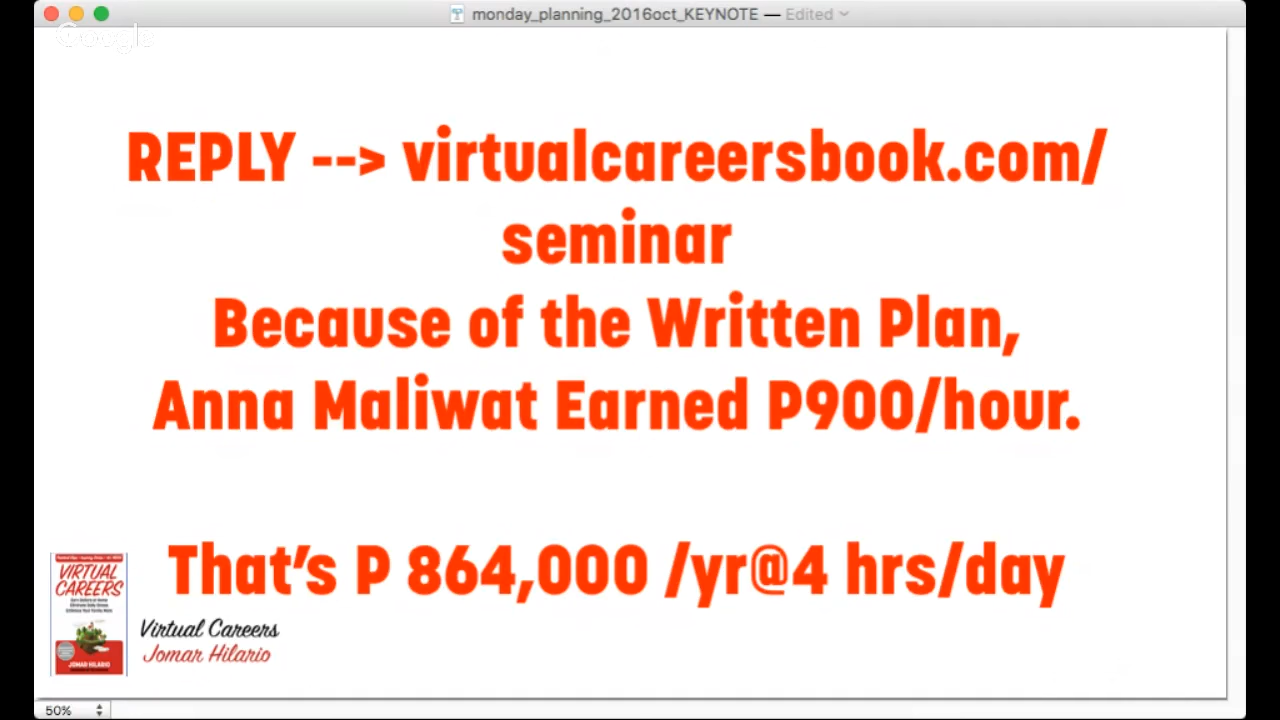 monday_planning_2016oct_KEYNOTE — Edited
Google
REPLY --> virtualcareersbook.com/
seminar
Because of the Written Plan,
Anna Maliwat Earned P900/hour.
That's P 864,000 /yr@4 hrs/day
VIRTUAL
CAREERS
JOMAR HILARIO
Virtual Careers
Jomar Hilario
50%